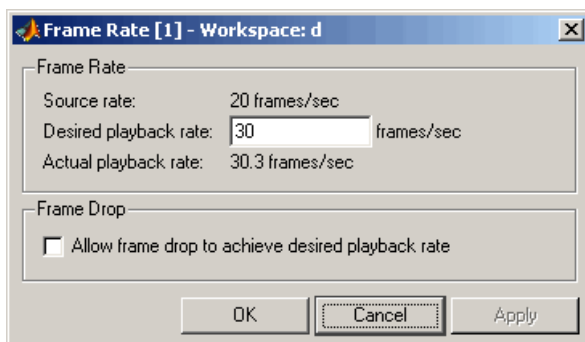 Frame Rate [1] - Workspace: d
Frame Rate
Source rate: 20 frames/sec
Desired playback rate: 30 frames/sec
Actual playback rate: 30.3 frames/sec
Frame Drop
Allow frame drop to achieve desired playback rate
OK Cancel Apply